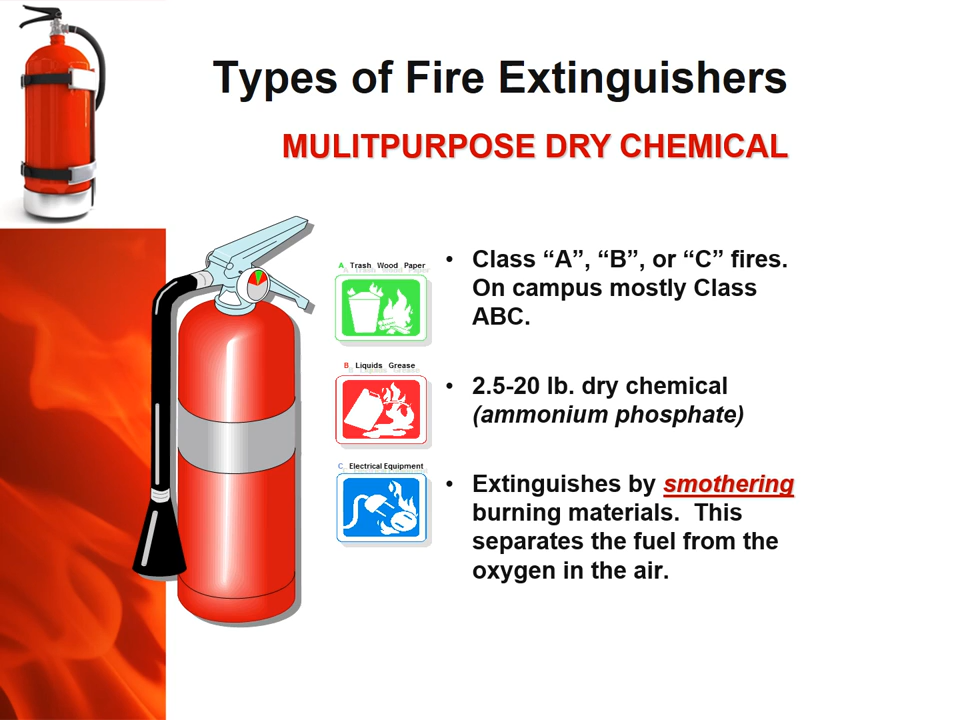 Types of Fire Extinguishers
MULITPURPOSE DRY CHEMICAL
A Trash Wood Paper
B Liquids Grease
C Electrical Equipment
• Class “A”, “B”, or “C” fires.
On campus mostly Class
ABC.
• 2.5-20 lb. dry chemical
(ammonium phosphate)
• Extinguishes by smothering
burning materials.  This
separates the fuel from the
oxygen in the air.